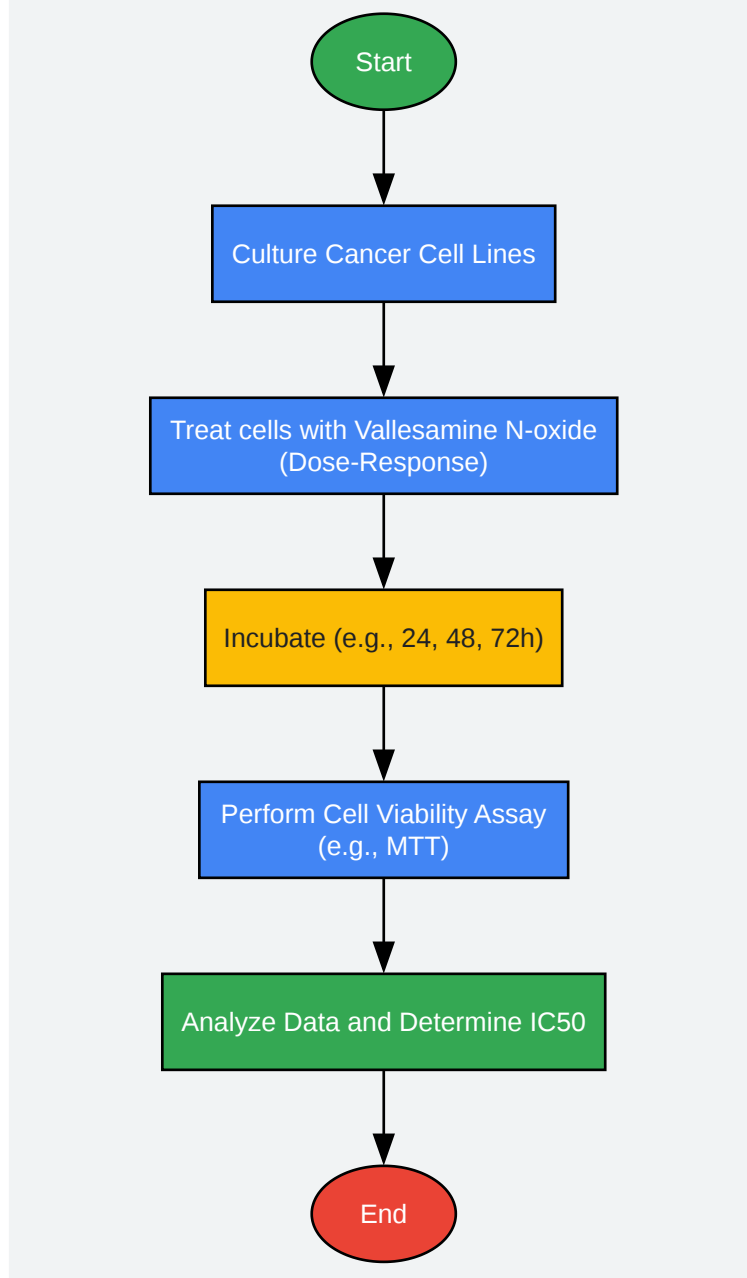 Start
Culture Cancer Cell Lines
Treat cells with Vallesamine N-oxide
(Dose-Response)
Incubate (e.g., 24, 48, 72h)
Perform Cell Viability Assay
(e.g., MTT)
Analyze Data and Determine IC50
End